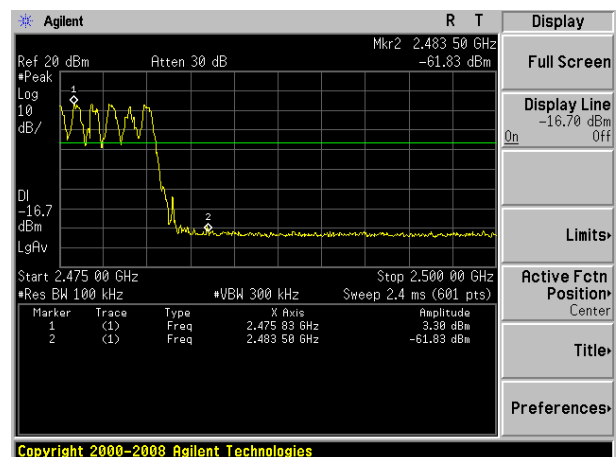 Agilent R T Display
Mkr2 2.483 50 GHz
Ref 20 dBm Atten 30 dB -61.83 dBm
Full Screen
#Peak
Log
10
dB/
1
Display Line
-16.70 dBm
On Off
DI
-16.7
dBm
LgAv
2
Limits
Start 2.475 00 GHz Stop 2.500 00 GHz
#Res BW 100 kHz #VBW 300 kHz Sweep 2.4 ms (601 pts)
Active Fctn
Position
Center
Marker Trace Type X Axis Amplitude
1 (1) Freq 2.475 83 GHz 3.30 dBm
2 (1) Freq 2.483 50 GHz -61.83 dBm
Title
Preferences
Copyright 2000-2008 Agilent Technologies